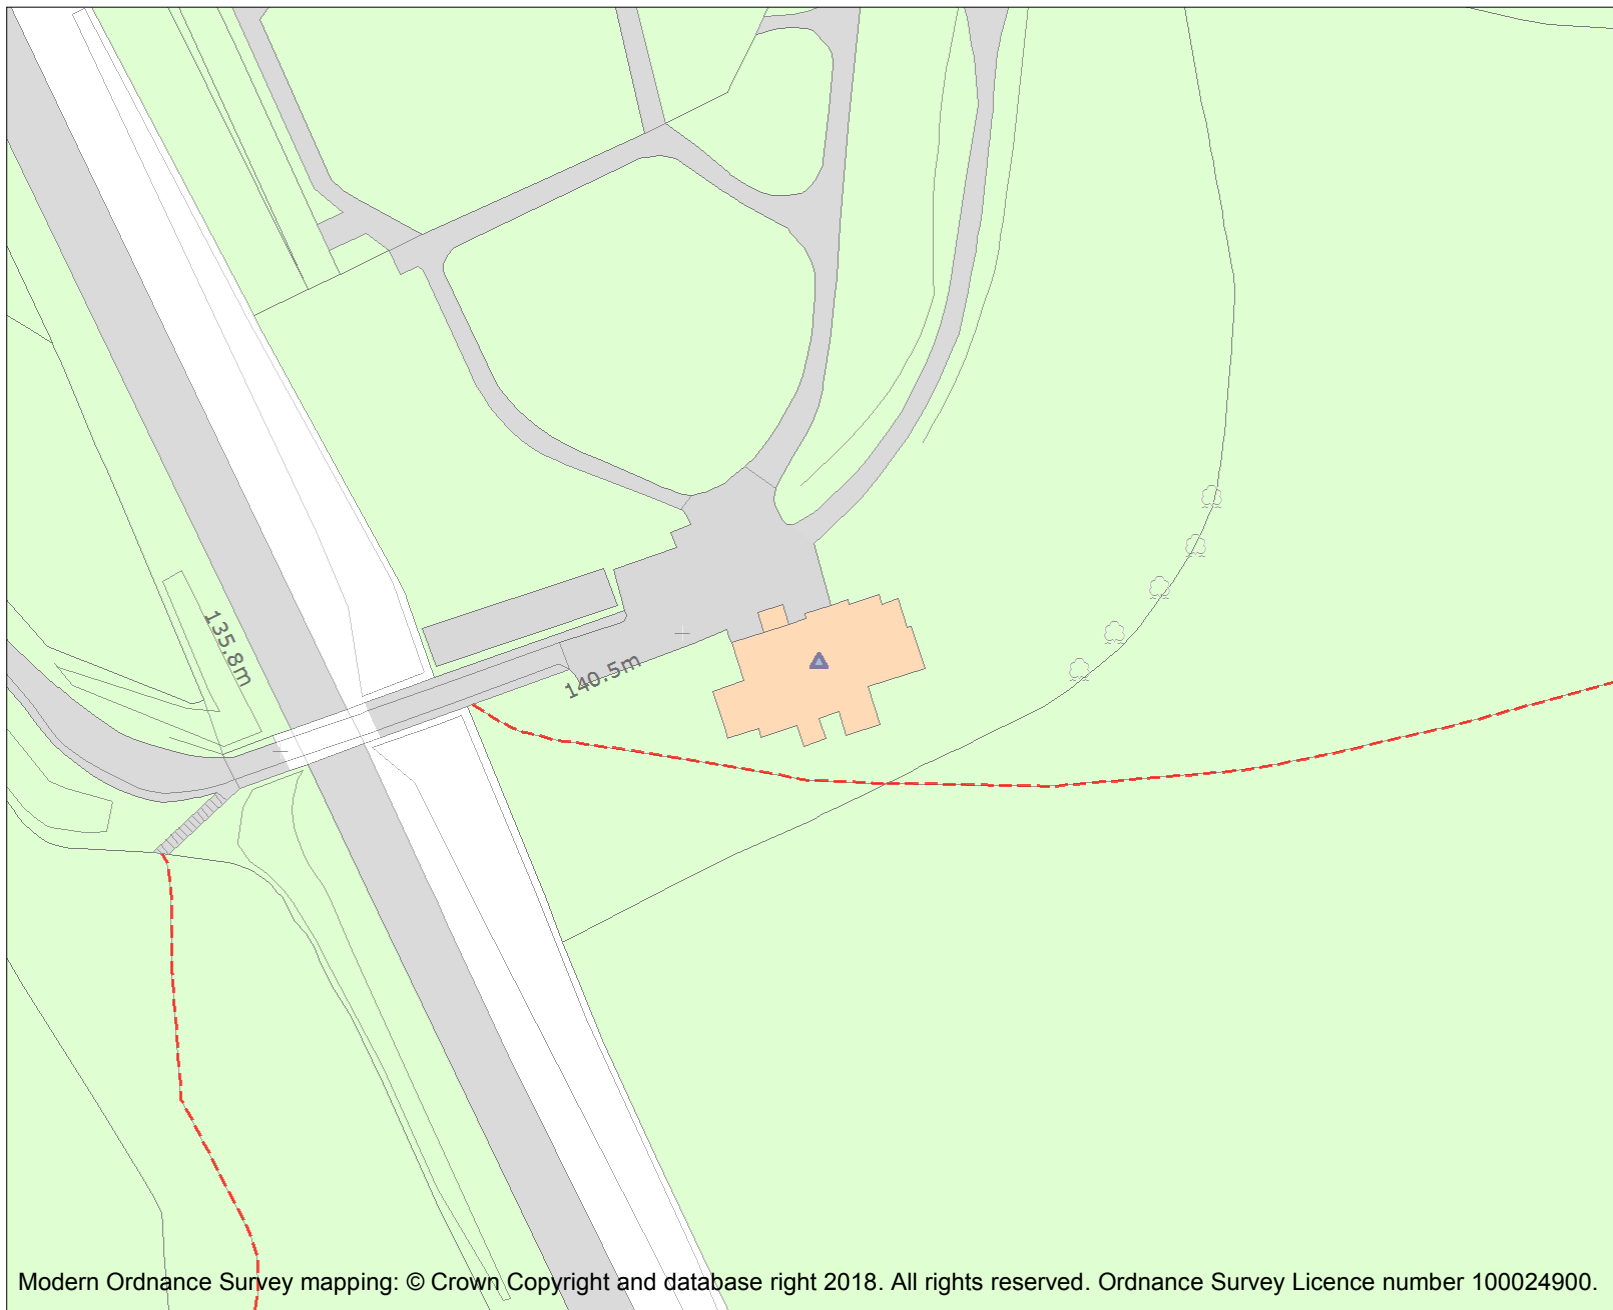 135.8m
140.5m
Modern Ordnance Survey mapping: © Crown Copyright and database right 2018. All rights reserved. Ordnance Survey Licence number 100024900.